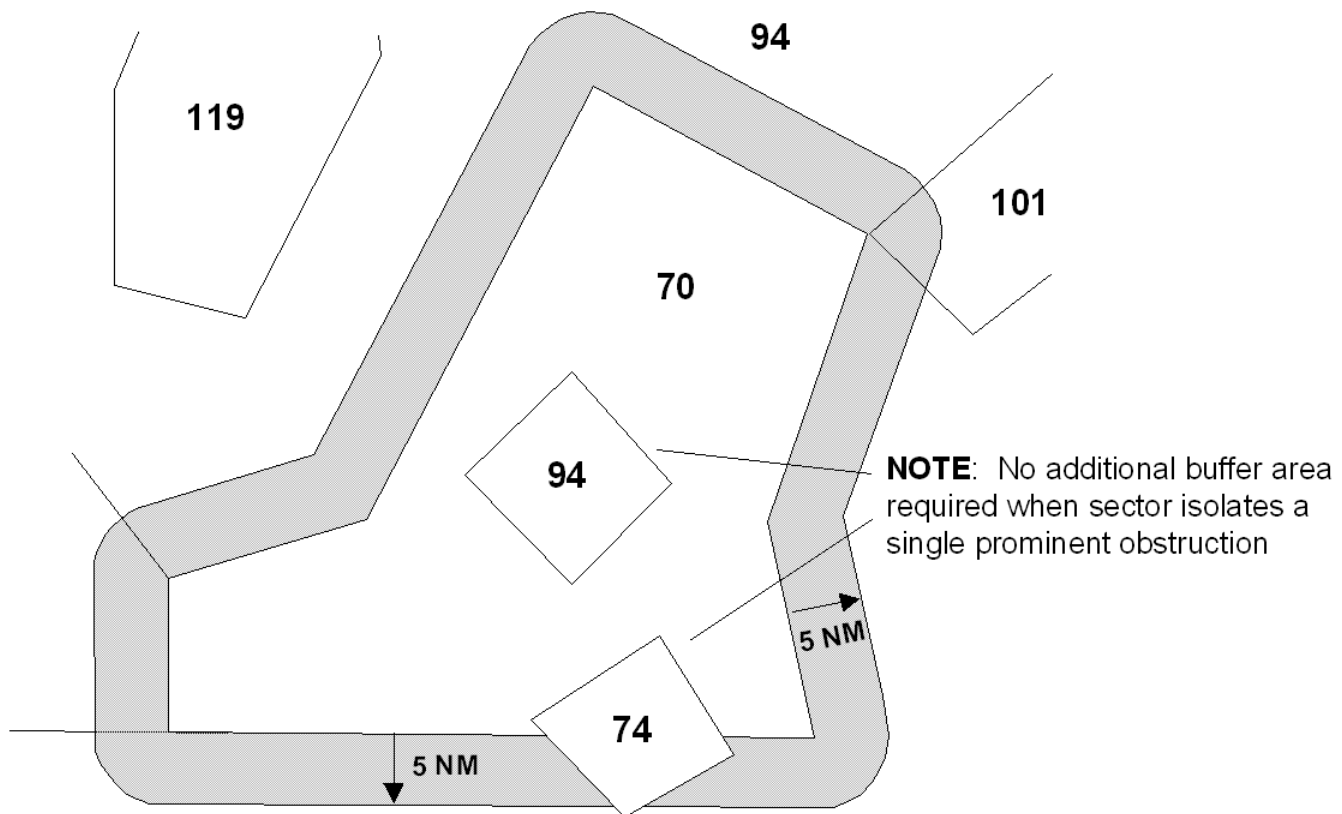 94
119
101
70
94
NOTE: No additional buffer area
required when sector isolates a
single prominent obstruction
5 NM
74
5 NM